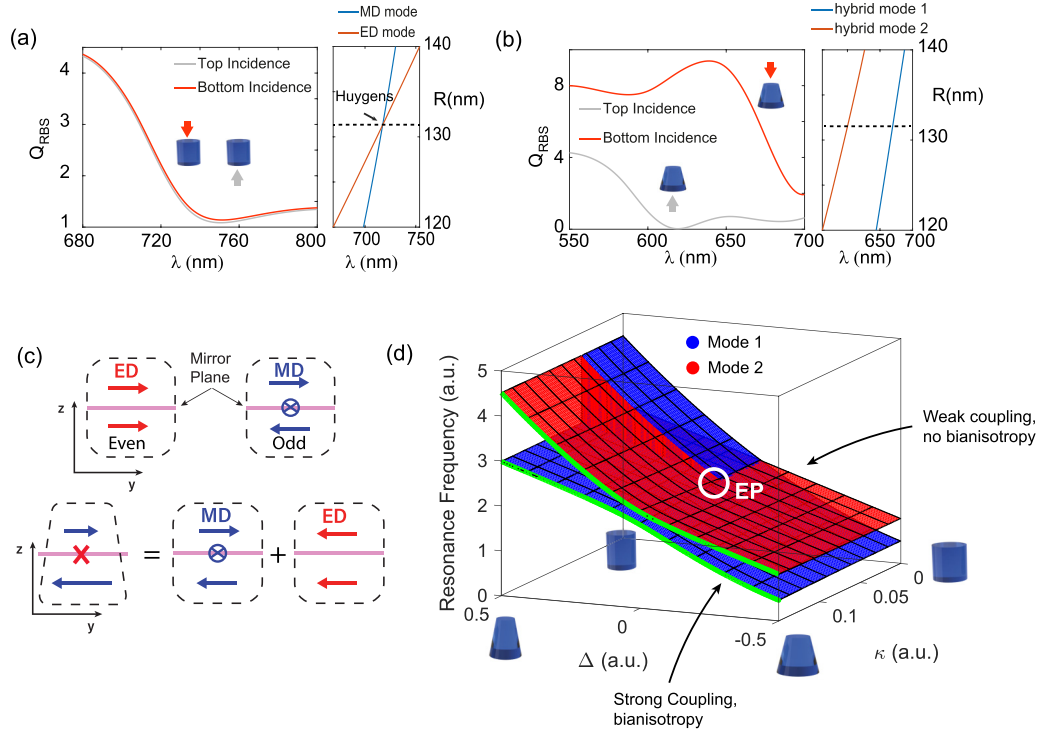 (a)
MD mode
ED mode
4
3
2
1
Q_RBS
Top Incidence
Bottom Incidence
680
720
760
800
λ (nm)
Huygens
140
R(nm)
130
120
700
750
λ (nm)
(b)
hybrid mode 1
hybrid mode 2
8
4
0
Q_RBS
Top Incidence
Bottom Incidence
550
600
650
700
λ (nm)
140
R(nm)
130
120
600
700
λ (nm)
(c)
Mirror
Plane
ED
MD
Even
Odd
z
y
MD
ED
z
=
+
y
(d)
Mode 1
Mode 2
Resonance Frequency (a.u.)
5
4
3
2
1
0
EP
Weak coupling,
no bianisotropy
0.5
0
-0.5
Δ (a.u.)
0.1
0.05
0
κ (a.u.)
Strong Coupling,
bianisotropy